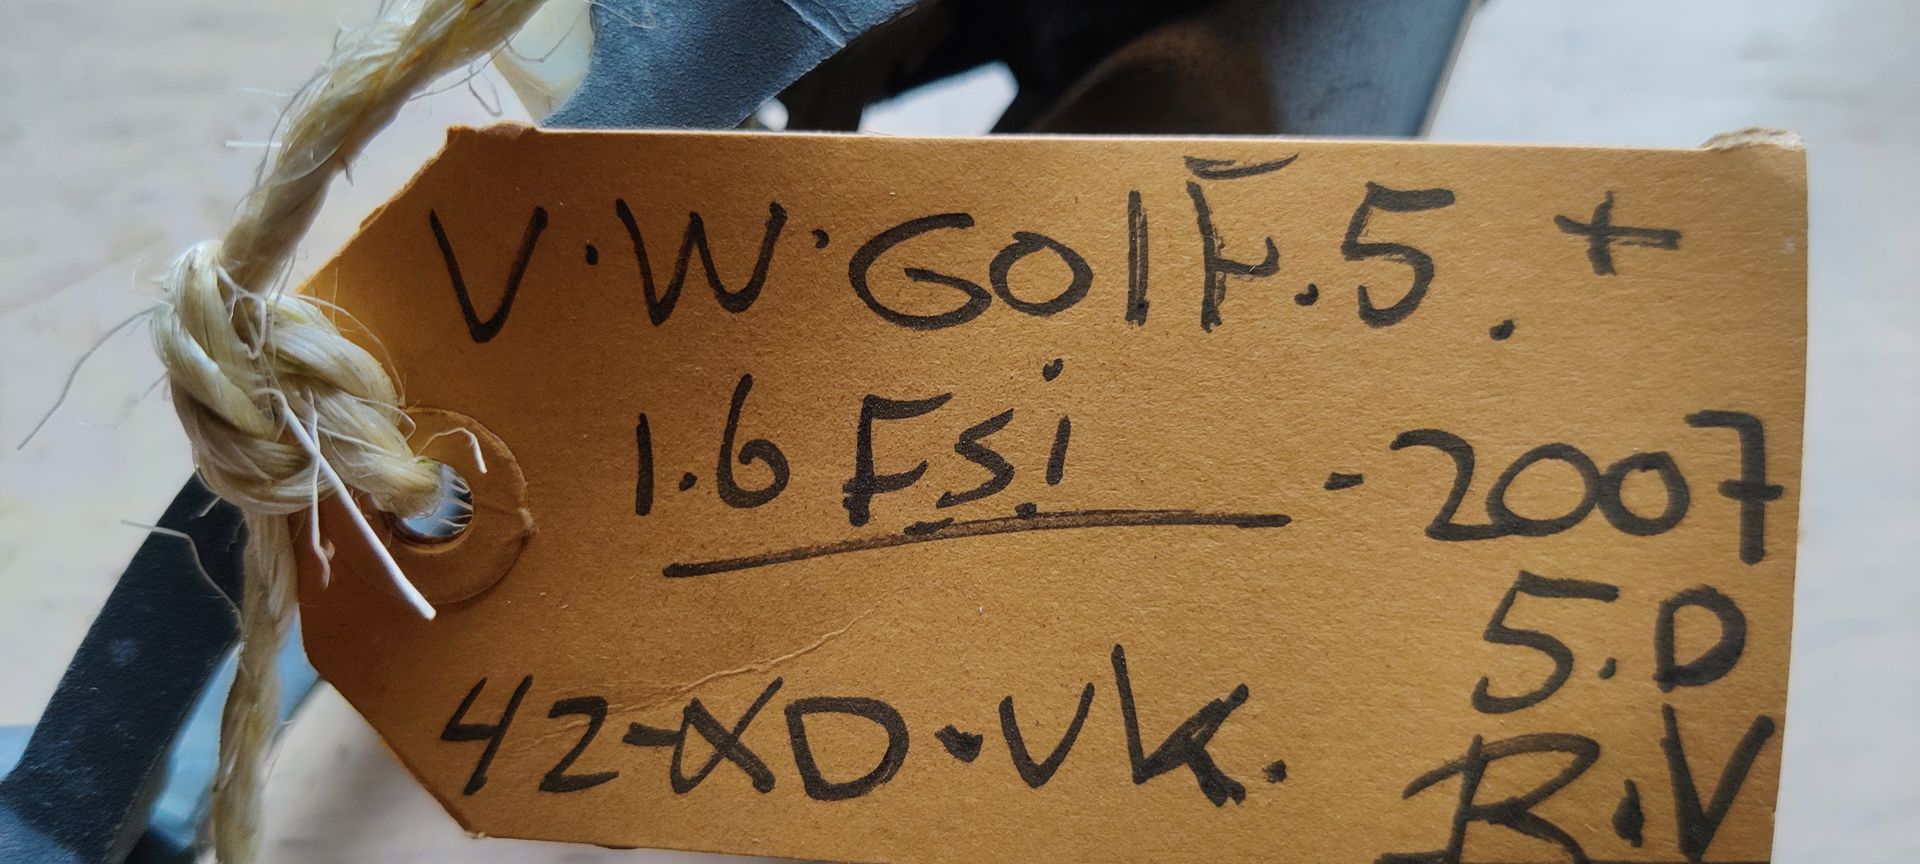 V.W.GOlF.5. +
1.6 Fsi -2007
5.D
42-XD-Vk. R.V